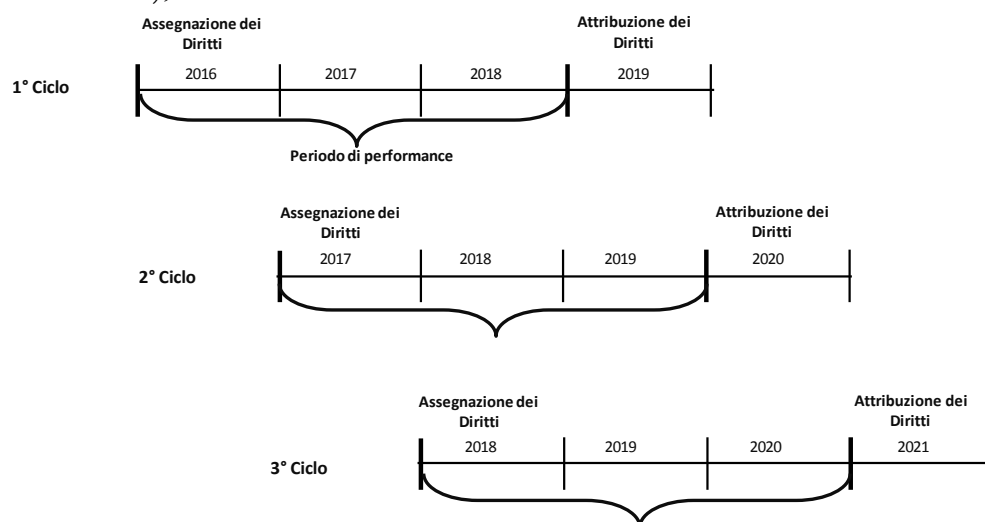 Assegnazione dei
Diritti
Attribuzione dei
Diritti
2016 2017 2018 2019
1° Ciclo
Periodo di performance
Assegnazione dei
Diritti
Attribuzione dei
Diritti
2017 2018 2019 2020
2° Ciclo
Assegnazione dei
Diritti
Attribuzione dei
Diritti
2018 2019 2020 2021
3° Ciclo